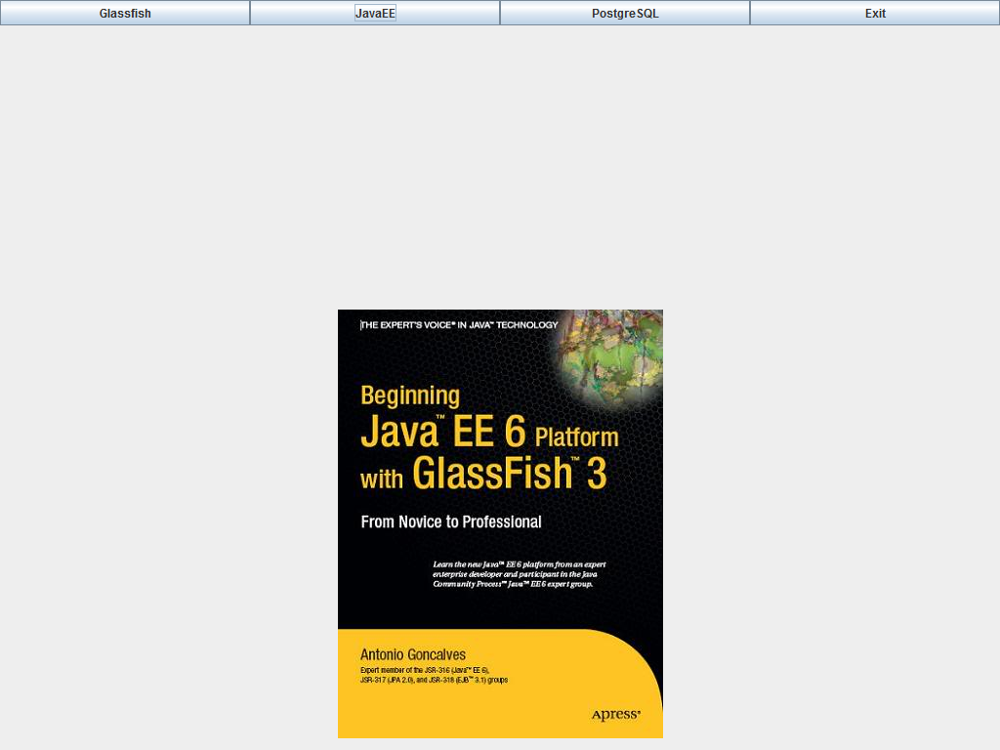 Glassfish JavaEE PostgreSQL Exit
THE EXPERT'S VOICE® IN JAVA™ TECHNOLOGY
Beginning
Java™ EE 6 Platform
with GlassFish™ 3
From Novice to Professional
Learn the new Java™ EE 6 platform from an expert
enterprise developer and participant in the Java
Community Process™ Java™ EE 6 expert group.
Antonio Goncalves
Expert member of the JSR-316 (Java™ EE 6),
JSR-317 (JPA 2.0), and JSR-318 (EJB™ 3.1) groups
Apress®